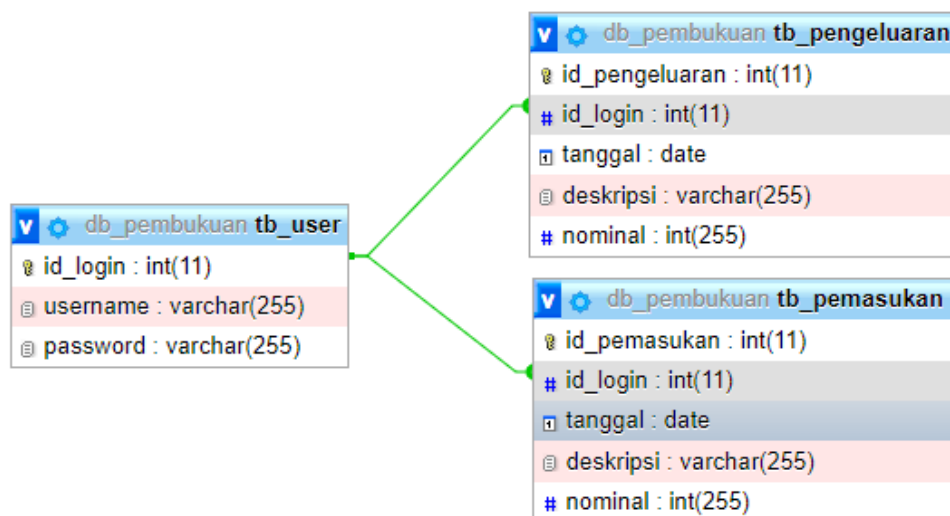 db_pembukuan tb_user
id_login : int(11)
username : varchar(255)
password : varchar(255)
db_pembukuan tb_pengeluaran
id_pengeluaran : int(11)
id_login : int(11)
tanggal : date
deskripsi : varchar(255)
nominal : int(255)
db_pembukuan tb_pemasukan
id_pemasukan : int(11)
id_login : int(11)
tanggal : date
deskripsi : varchar(255)
nominal : int(255)